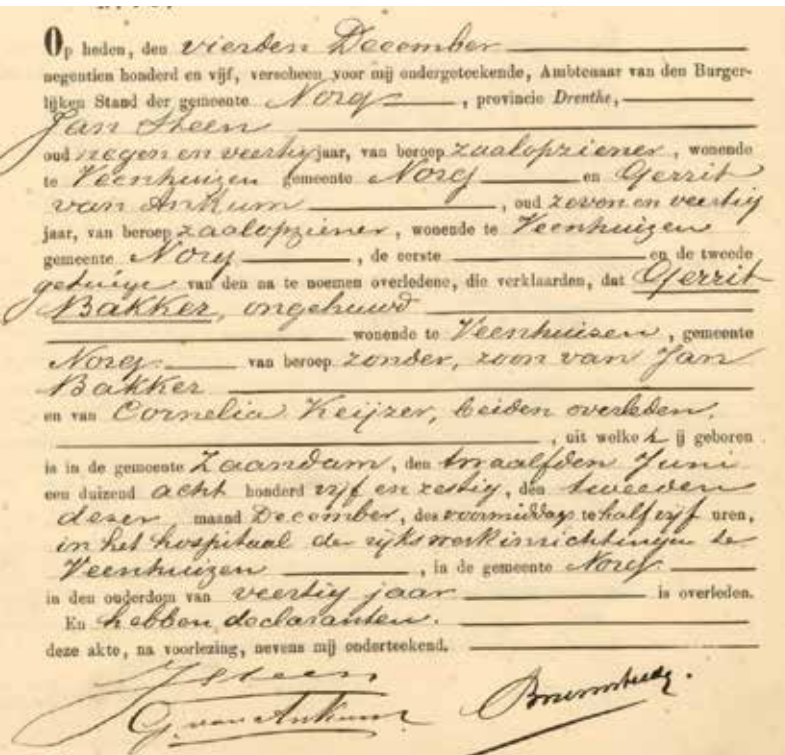 Op heden, den vierden December
negentien honderd en vijf, verscheen voor mij ondergeteekende, Ambtenaar van den Burger-
lijken Stand der gemeente Norg, provincie Drenthe,
Jan Steen
oud negen en veertig jaar, van beroep zaalopziener, wonende
te Veenhuizen gemeente Norg en Gerrit
van Ankum, oud zeven en veertig
jaar, van beroep zaalopziener, wonende te Veenhuizen
gemeente Norg, de eerste en de tweede
getuige van den na te noemen overledene, die verklaarden, dat Gerrit
Bakker, ongehuwd
wonende te Veenhuizen, gemeente
Norg van beroep zonder, zoon van Jan
Bakker
en van Cornelia Keijzer, beiden overleden,
, uit welke hij geboren
is in de gemeente Zaandam, den twaalfden Juni
een duizend acht honderd vijf en zestig, den tweeden
dezer maand December, des voormiddags te half vijf uren,
in het hospitaal der rijkswerkinrichtingen te
Veenhuizen, in de gemeente Norg
in den ouderdom van veertig jaar is overleden.
En hebben declaranten.
deze akte, na voorlezing, nevens mij onderteekend.
JSteen
G. van Ankum